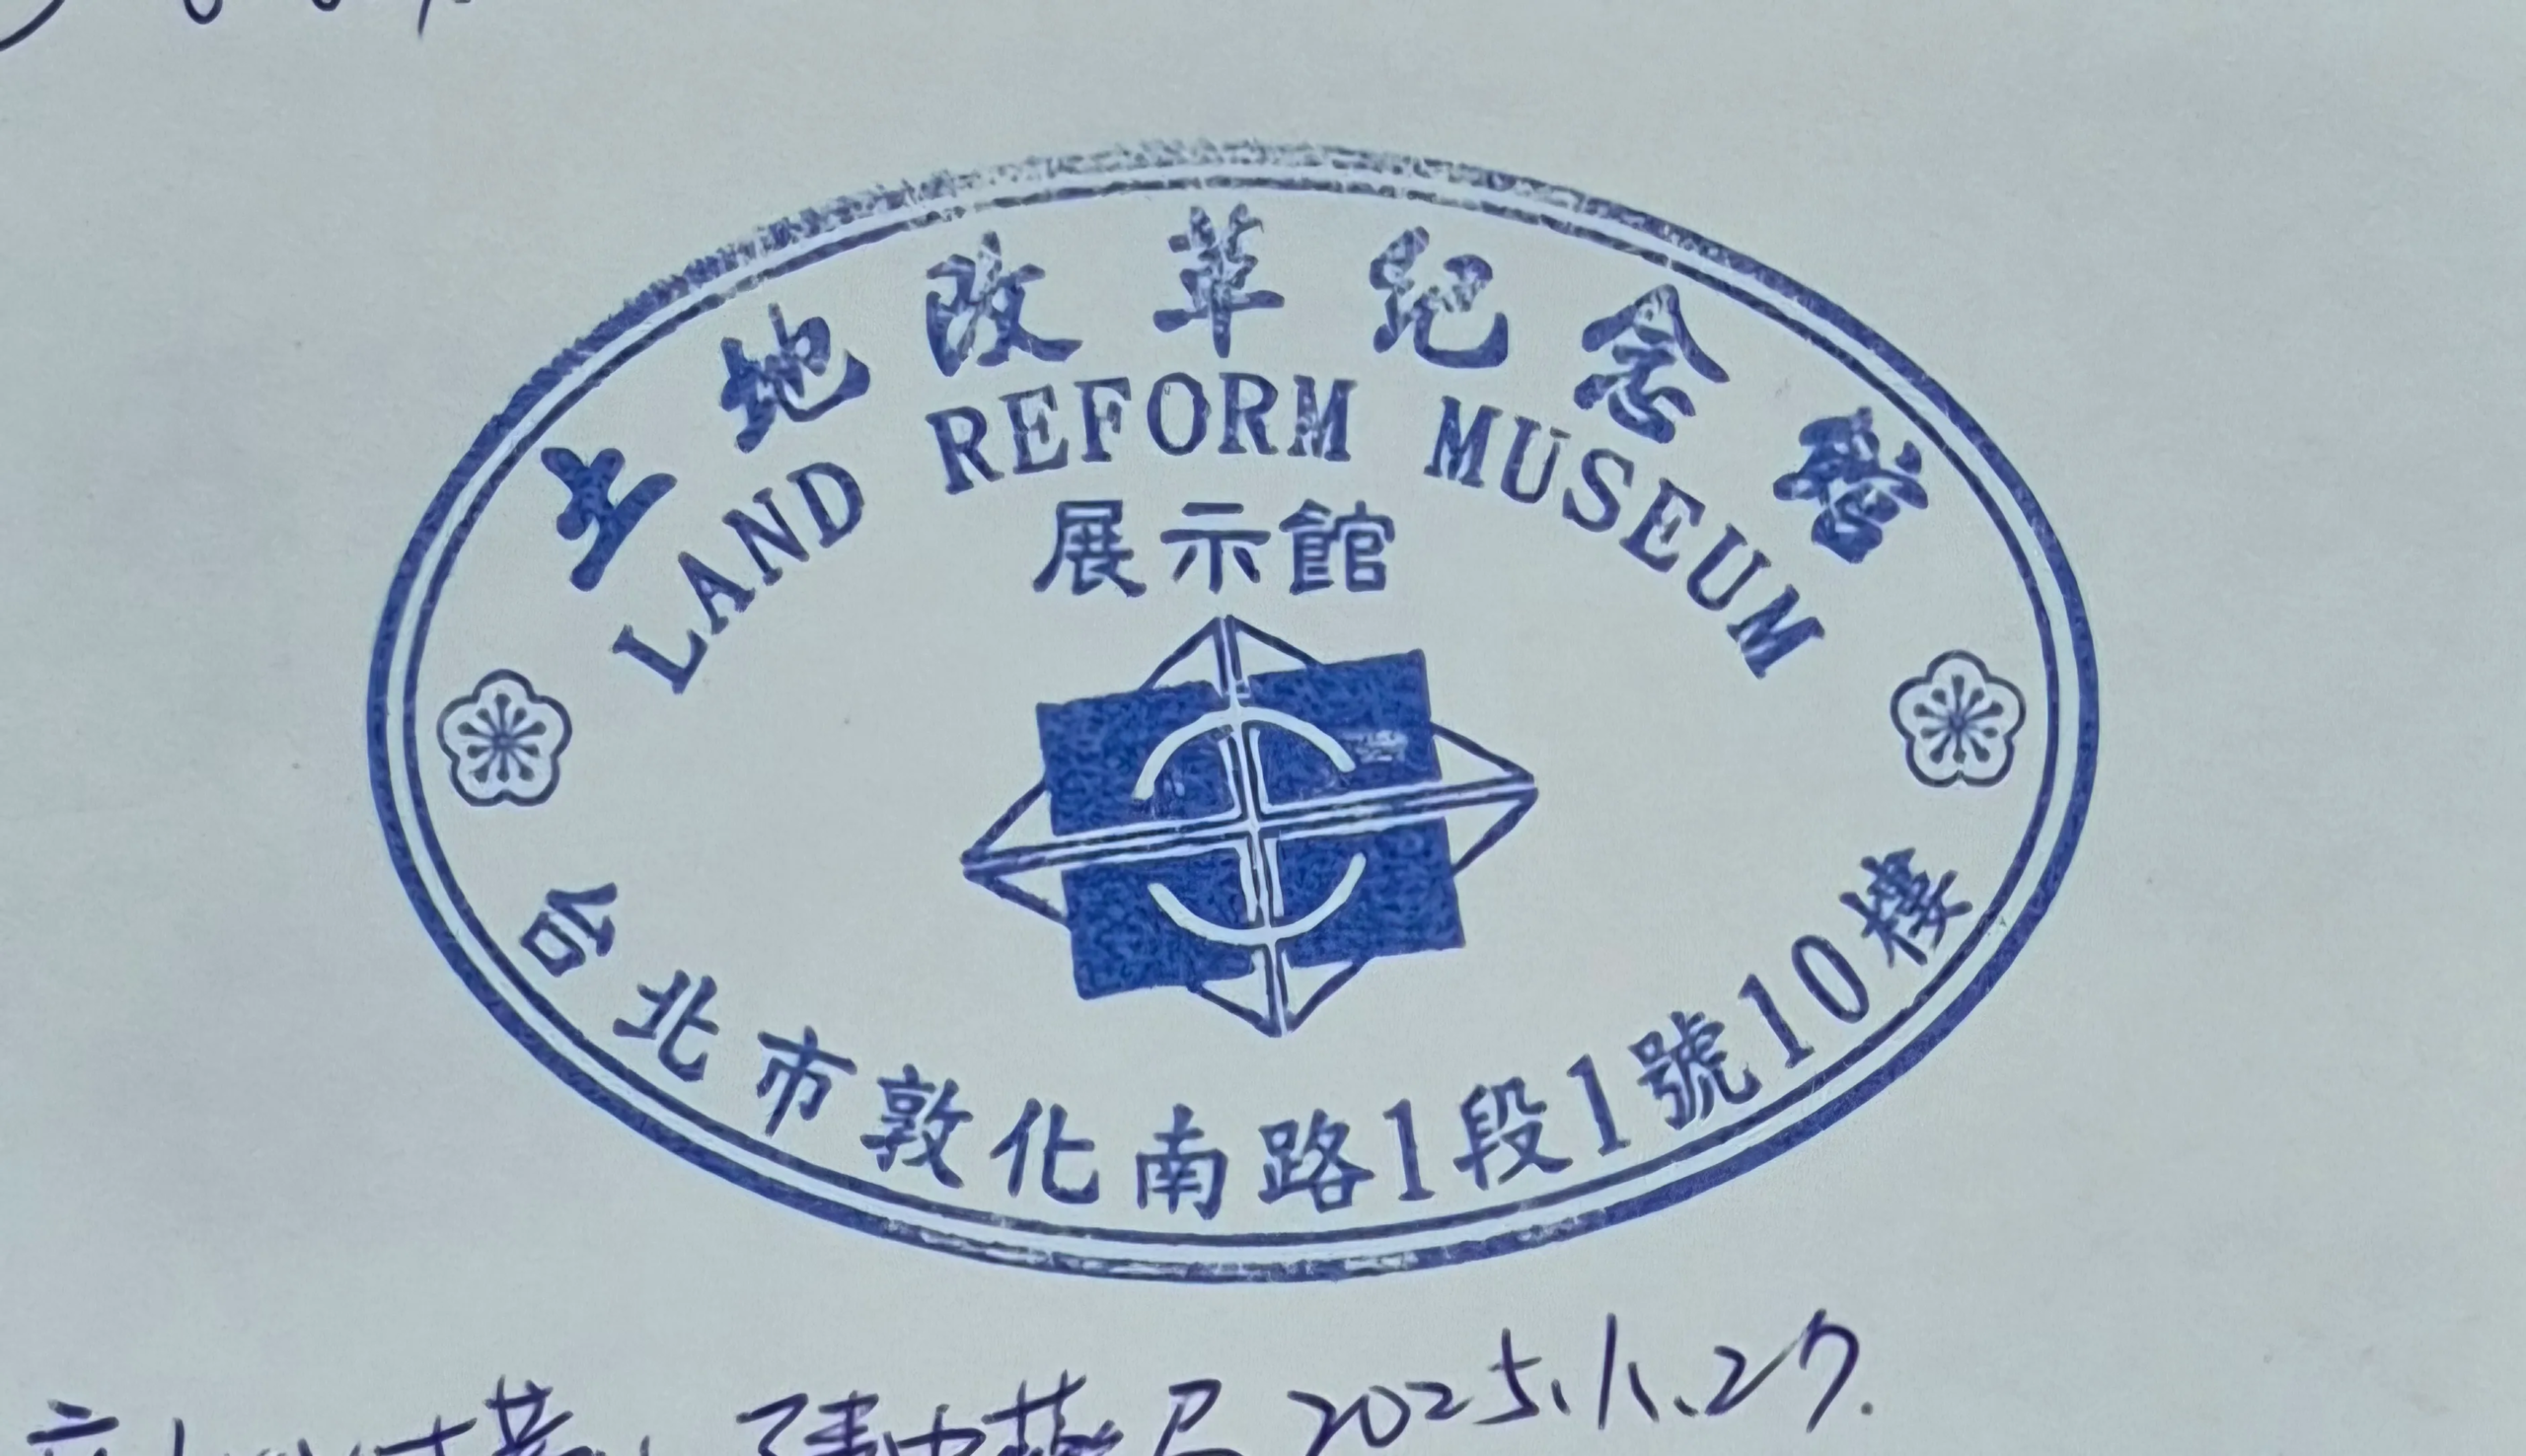 土地改革纪念館
LAND REFORM MUSEUM
展示館
台北市敦化南路1段1號10樓
2025.1.27.